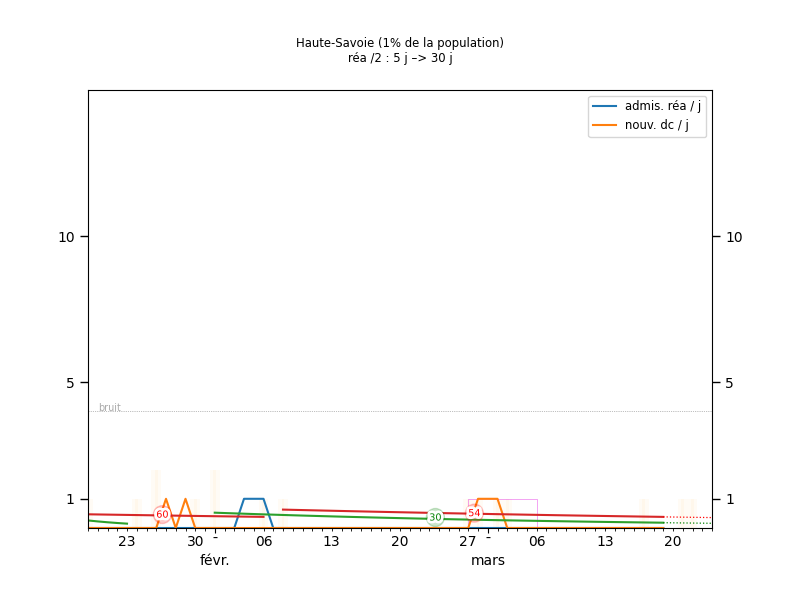 Haute-Savoie (1% de la population)
réa /2 : 5 j –> 30 j
admis. réa / j
nouv. dc / j
10 10
5 5
bruit
1 1
60 30 54
23 30 - 06 13 20 27 - 06 13 20
févr. mars